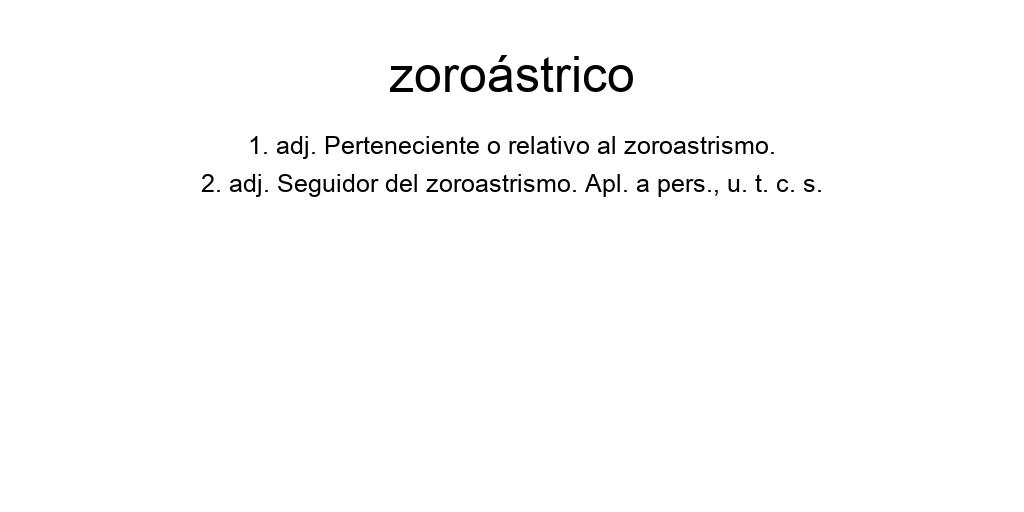 zoroástrico
1. adj. Perteneciente o relativo al zoroastrismo.
2. adj. Seguidor del zoroastrismo. Apl. a pers., u. t. c. s.